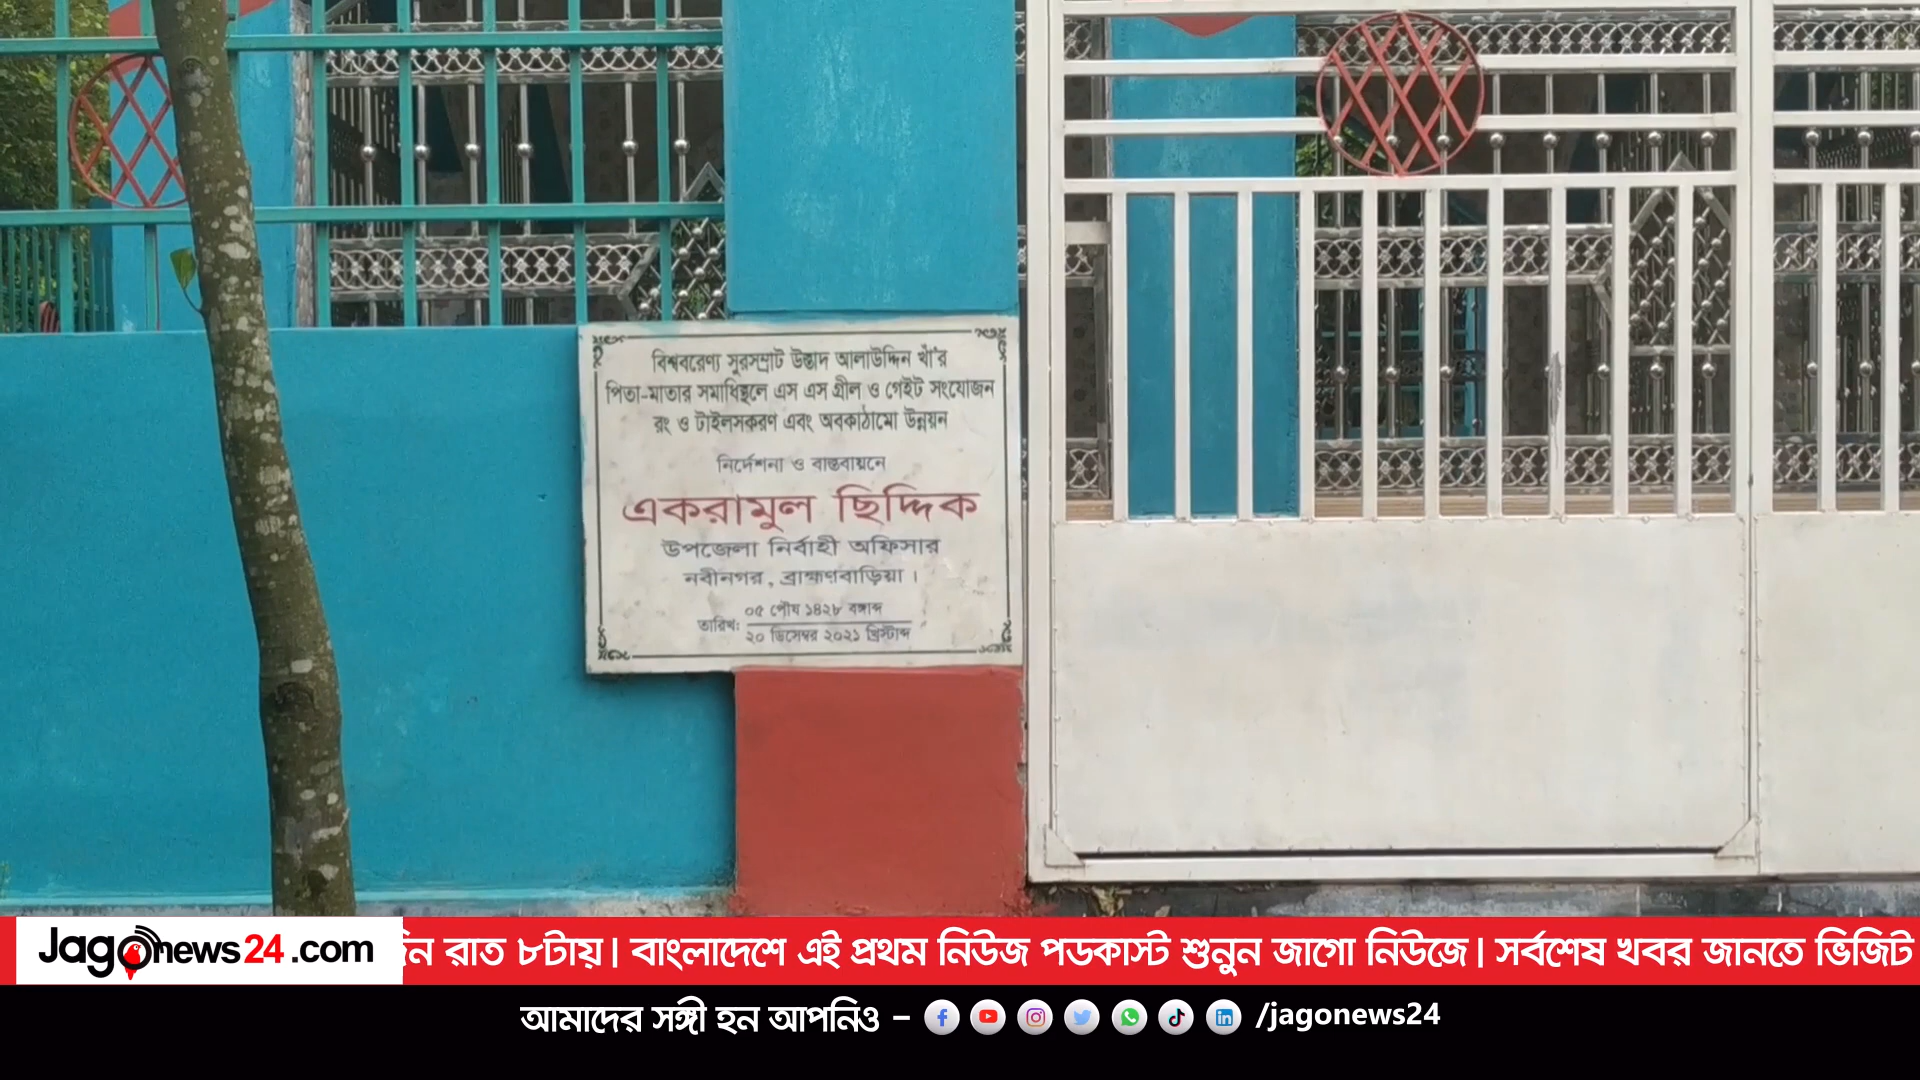 বিশ্ববরেণ্য সুরসম্রাট উস্তাদ আলাউদ্দিন খাঁ'র
পিতা-মাতার সমাধিস্থলে এস এস গ্রীল ও গেইট সংযোজন
রং ও টাইলসকরণ এবং অবকাঠামো উন্নয়ন
নির্দেশনা ও বাস্তবায়নে
একরামুল ছিদ্দিক
উপজেলা নির্বাহী অফিসার
নবীনগর, ব্রাহ্মণবাড়িয়া।
০৫ পৌষ ১৪২৮ বঙ্গাব্দ
তারিখ:
২০ ডিসেম্বর ২০২১ খ্রিস্টাব্দ
Jagonews24.com
রাত ৮টায়। বাংলাদেশে এই প্রথম নিউজ পডকাস্ট শুনুন জাগো নিউজে। সর্বশেষ খবর জানতে ভিজিট
আমাদের সঙ্গী হন আপনিও – /jagonews24